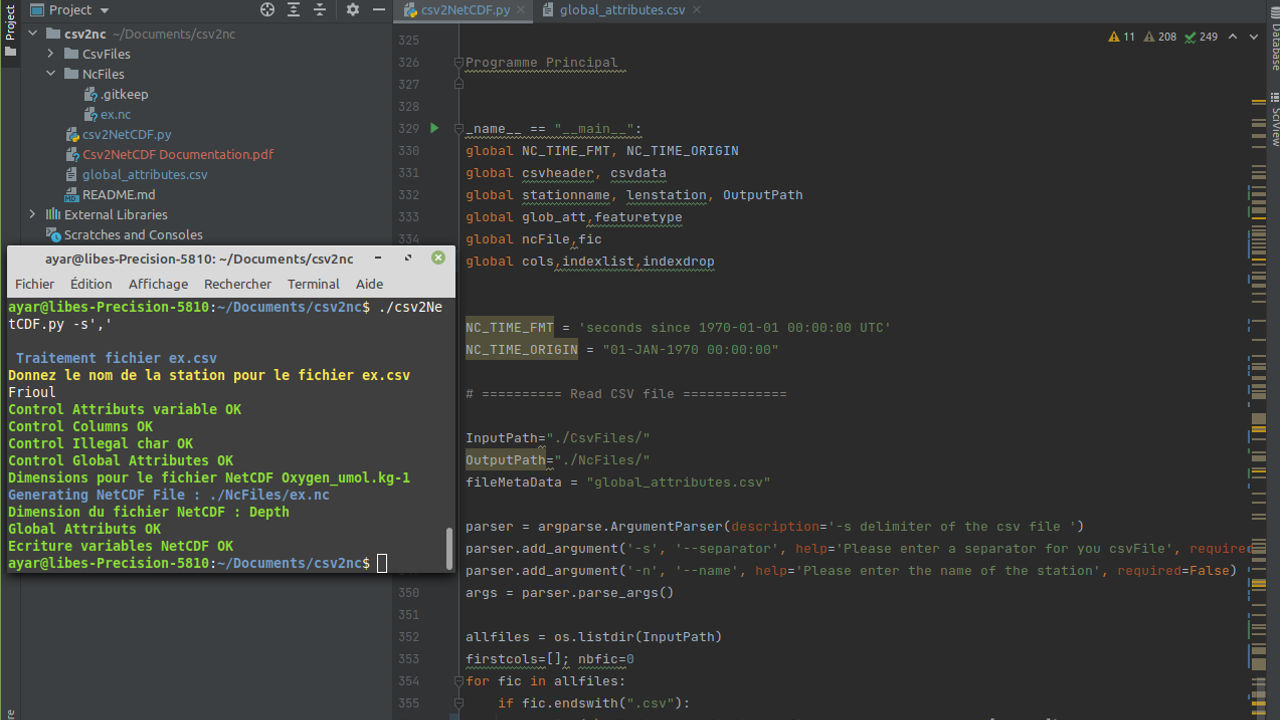 Project
Project
csv2nc ~/Documents/csv2nc
CsvFiles
NcFiles
.gitkeep
ex.nc
csv2NetCDF.py
Csv2NetCDF Documentation.pdf
global_attributes.csv
README.md
External Libraries
Scratches and Consoles
ayar@libes-Precision-5810: ~/Documents/csv2nc
Fichier Édition Affichage Rechercher Terminal Aide
ayar@libes-Precision-5810:~/Documents/csv2nc$ ./csv2Ne
tCDF.py -s','
Traitement fichier ex.csv
Donnez le nom de la station pour le fichier ex.csv
Frioul
Control Attributs variable OK
Control Columns OK
Control Illegal char OK
Control Global Attributes OK
Dimensions pour le fichier NetCDF Oxygen_umol.kg-1
Generating NetCDF File : ./NcFiles/ex.nc
Dimension du fichier NetCDF : Depth
Global Attributs OK
Ecriture variables NetCDF OK
ayar@libes-Precision-5810:~/Documents/csv2nc$
csv2NetCDF.py global_attributes.csv
11 208 249
325
326 Programme Principal
327
328
329 _name__ == "__main__":
330 global NC_TIME_FMT, NC_TIME_ORIGIN
331 global csvheader, csvdata
332 global stationname, lenstation, OutputPath
333 global glob_att,featuretype
334 global ncFile,fic
global cols,indexlist,indexdrop
NC_TIME_FMT = 'seconds since 1970-01-01 00:00:00 UTC'
NC_TIME_ORIGIN = "01-JAN-1970 00:00:00"
# ========== Read CSV file =============
InputPath="./CsvFiles/"
OutputPath="./NcFiles/"
fileMetaData = "global_attributes.csv"
parser = argparse.ArgumentParser(description='-s delimiter of the csv file ')
parser.add_argument('-s', '--separator', help='Please enter a separator for you csvFile', required
parser.add_argument('-n', '--name', help='Please enter the name of the station', required=False)
350 args = parser.parse_args()
351
352 allfiles = os.listdir(InputPath)
353 firstcols=[]; nbfic=0
354 for fic in allfiles:
355 if fic.endswith(".csv"):
Database
SciView